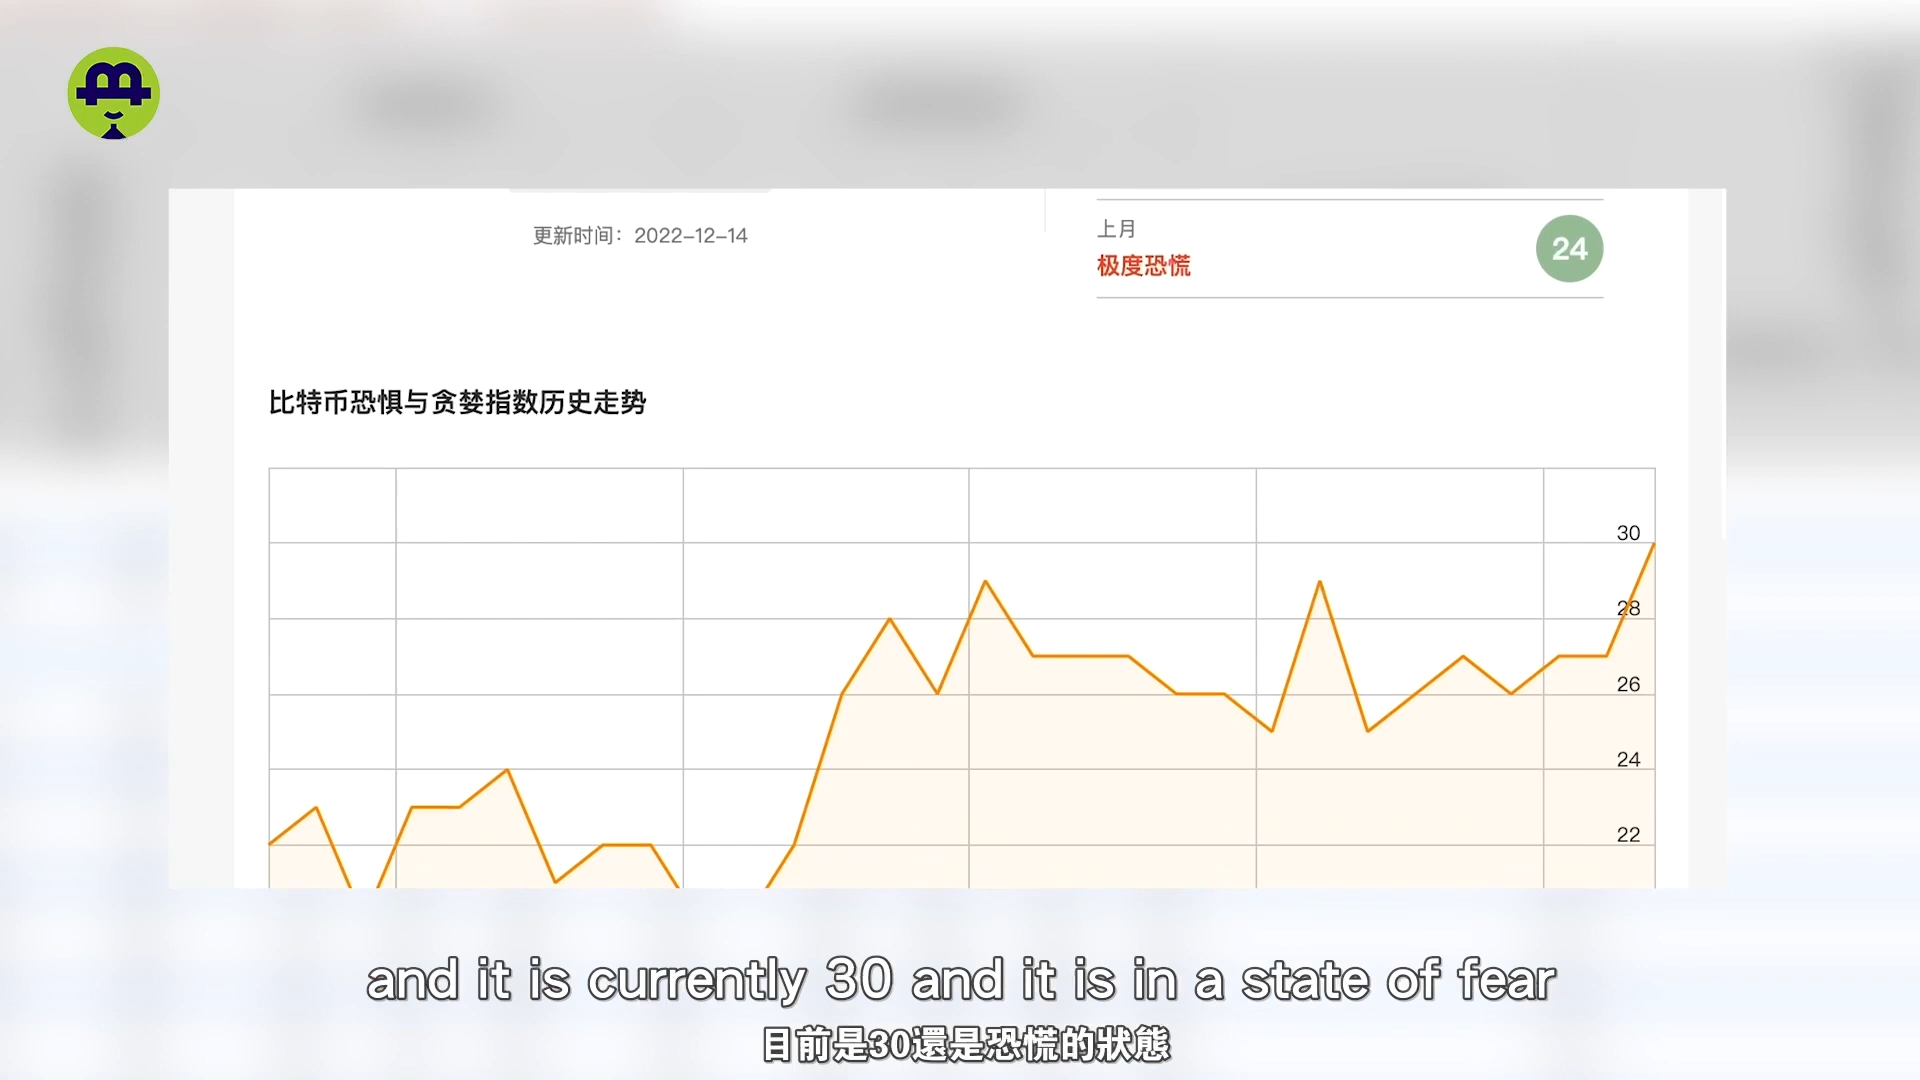 更新时间：2022-12-14
上月
极度恐慌
24
比特币恐惧与贪婪指数历史走势
30
28
26
24
22
and it is currently 30 and it is in a state of fear
目前是30還是恐慌的狀態